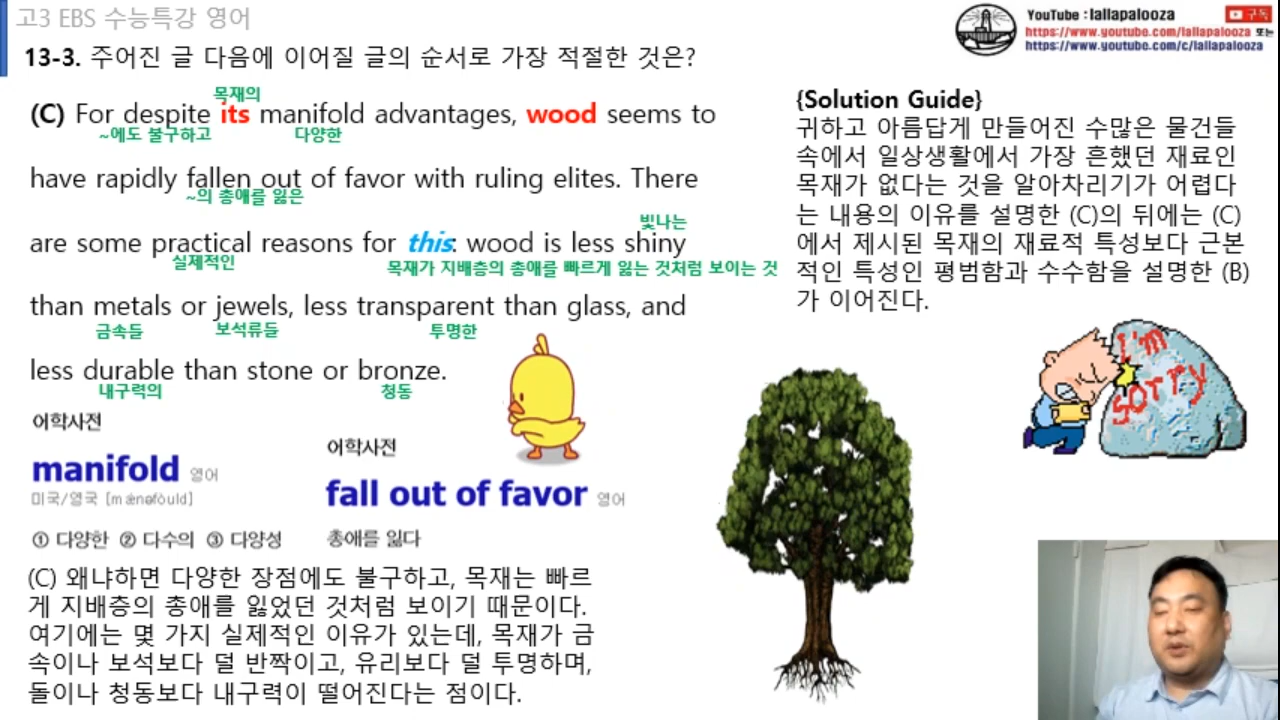 고3 EBS 수능특강 영어
YouTube : lallapalooza
구독
https://www.youtube.com/lallapalooza 또는
https://www.youtube.com/c/lallapalooza
13-3. 주어진 글 다음에 이어질 글의 순서로 가장 적절한 것은?
목재의
(C) For despite its manifold advantages, wood seems to
~에도 불구하고
다양한
have rapidly fallen out of favor with ruling elites. There
~의 총애를 잃은
빛나는
are some practical reasons for this: wood is less shiny
실제적인
목재가 지배층의 총애를 빠르게 잃는 것처럼 보이는 것
than metals or jewels, less transparent than glass, and
금속들
보석류들
투명한
less durable than stone or bronze.
내구력의
청동
{Solution Guide}
귀하고 아름답게 만들어진 수많은 물건들
속에서 일상생활에서 가장 흔했던 재료인
목재가 없다는 것을 알아차리기가 어렵다
는 내용의 이유를 설명한 (C)의 뒤에는 (C)
에서 제시된 목재의 재료적 특성보다 근본
적인 특성인 평범함과 수수함을 설명한 (B)
가 이어진다.
I'm
sorry
어학사전
manifold 영어
미국/영국 [mǽnəfòuld]
① 다양한 ② 다수의 ③ 다양성
어학사전
fall out of favor 영어
총애를 잃다
(C) 왜냐하면 다양한 장점에도 불구하고, 목재는 빠르
게 지배층의 총애를 잃었던 것처럼 보이기 때문이다.
여기에는 몇 가지 실제적인 이유가 있는데, 목재가 금
속이나 보석보다 덜 반짝이고, 유리보다 덜 투명하며,
돌이나 청동보다 내구력이 떨어진다는 점이다.